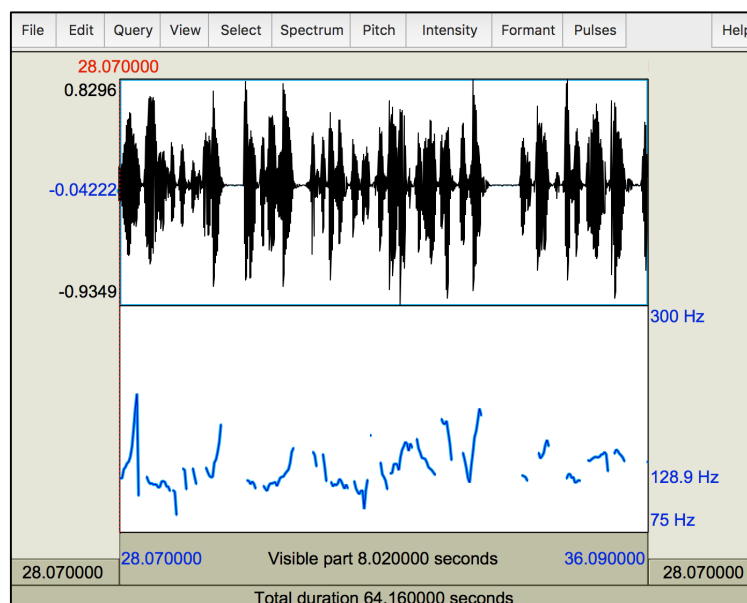 File Edit Query View Select Spectrum Pitch Intensity Formant Pulses Help
28.070000
0.8296
-0.04222
-0.9349
300 Hz
128.9 Hz
75 Hz
28.070000 28.070000 Visible part 8.020000 seconds 36.090000 28.070000
Total duration 64.160000 seconds